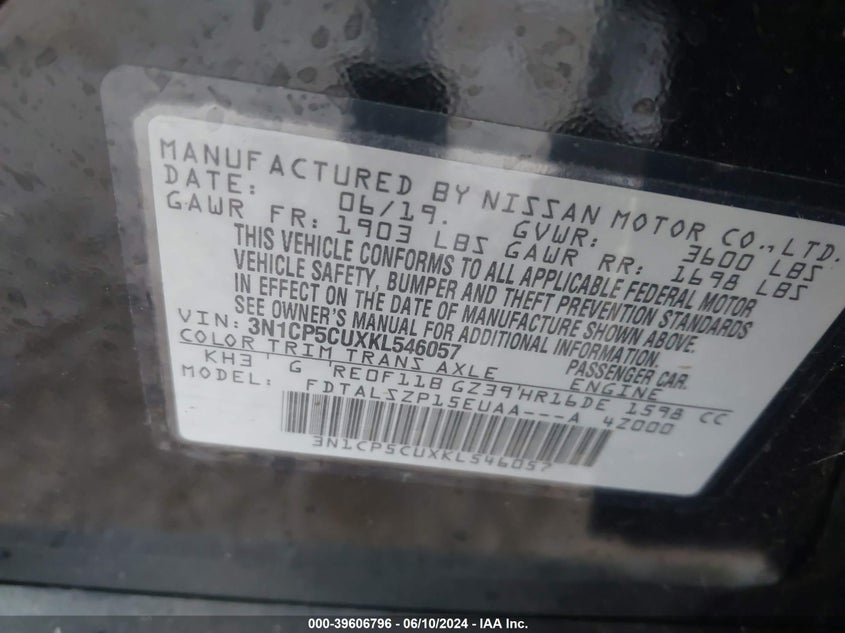 MANUFACTURED BY NISSAN MOTOR CO., LTD.
DATE: 06/19. GVWR: 3600 LBS
GAWR FR: 1903 LBS GAWR RR: 1698 LBS
THIS VEHICLE CONFORMS TO ALL APPLICABLE FEDERAL MOTOR
VEHICLE SAFETY, BUMPER AND THEFT PREVENTION STANDARDS
IN EFFECT ON THE DATE OF MANUFACTURE SHOWN ABOVE.
SEE OWNER'S MANUAL FOR ADDITIONAL INFORMATION.
VIN: 3N1CP5CUXKL546057 PASSENGER CAR
COLOR TRIM TRANS AXLE ENGINE
KH3 ' G 'RE0F11B GZ39'HR16DE 1598 CC
MODEL: FDTALSZP15EUAA---A 4Z000
3N1CP5CUXKL546057
000-39606796 - 06/10/2024 - IAA Inc.